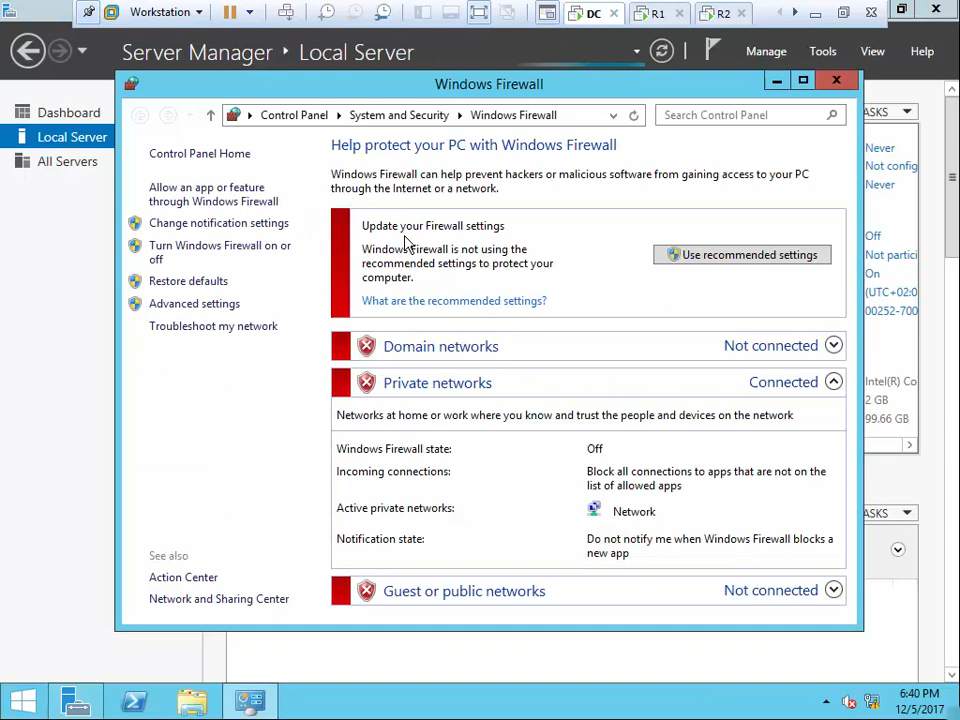 Workstation
DC
R1
R2
Server Manager
Local Server
Manage
Tools
View
Help
Dashboard
Local Server
All Servers
Windows Firewall
Control Panel
System and Security
Windows Firewall
Search Control Panel
Control Panel Home
Allow an app or feature
through Windows Firewall
Change notification settings
Turn Windows Firewall on or
off
Restore defaults
Advanced settings
Troubleshoot my network
See also
Action Center
Network and Sharing Center
Help protect your PC with Windows Firewall
Windows Firewall can help prevent hackers or malicious software from gaining access to your PC
through the Internet or a network.
Update your Firewall settings
Windows Firewall is not using the
recommended settings to protect your
computer.
What are the recommended settings?
Use recommended settings
Domain networks
Not connected
Private networks
Connected
Networks at home or work where you know and trust the people and devices on the network
Windows Firewall state:
Off
Incoming connections:
Block all connections to apps that are not on the
list of allowed apps
Active private networks:
Network
Notification state:
Do not notify me when Windows Firewall blocks a
new app
Guest or public networks
Not connected
ASKS
Never
Not config
Never
Off
Not partici
On
(UTC+02:0
00252-700
Intel(R) Co
2 GB
99.66 GB
ASKS
6:40 PM
12/5/2017